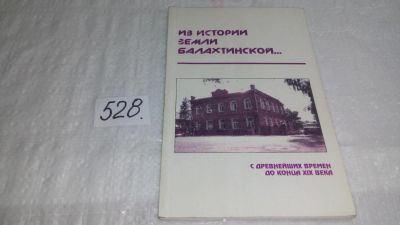 ИЗ ИСТОРИИ
ЗЕМЛИ
БАЛАХТИНСКОЙ...
528.
С ДРЕВНЕЙШИХ ВРЕМЕН
ДО КОНЦА XIX ВЕКА